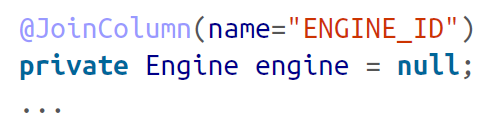 @JoinColumn(name="ENGINE_ID")
private Engine engine = null;
...